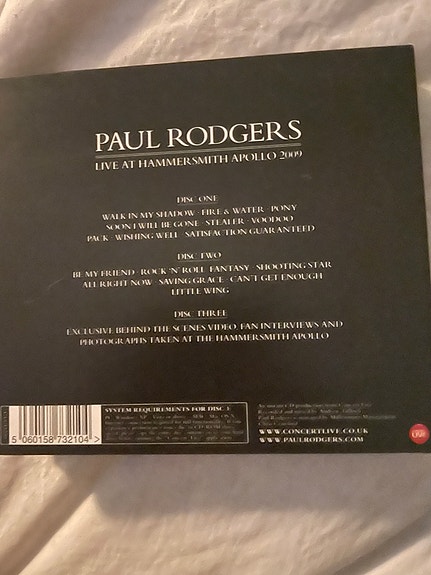 PAUL RODGERS
LIVE AT HAMMERSMITH APOLLO 2009
DISC ONE
WALK IN MY SHADOW · FIRE & WATER · PONY
SOON I WILL BE GONE · STEALER · VOODOO
PACK · WISHING WELL · SATISFACTION GUARANTEED
DISC TWO
BE MY FRIEND · ROCK 'N' ROLL FANTASY · SHOOTING STAR
ALL RIGHT NOW · SAVING GRACE · CAN'T GET ENOUGH
LITTLE WING
DISC THREE
EXCLUSIVE BEHIND THE SCENES VIDEO, FAN INTERVIEWS AND
PHOTOGRAPHS TAKEN AT THE HAMMERSMITH APOLLO
5 060158 732104 >
SYSTEM REQUIREMENTS FOR DISC 3
WWW.CONCERTLIVE.CO.UK
WWW.PAULRODGERS.COM
LIVE